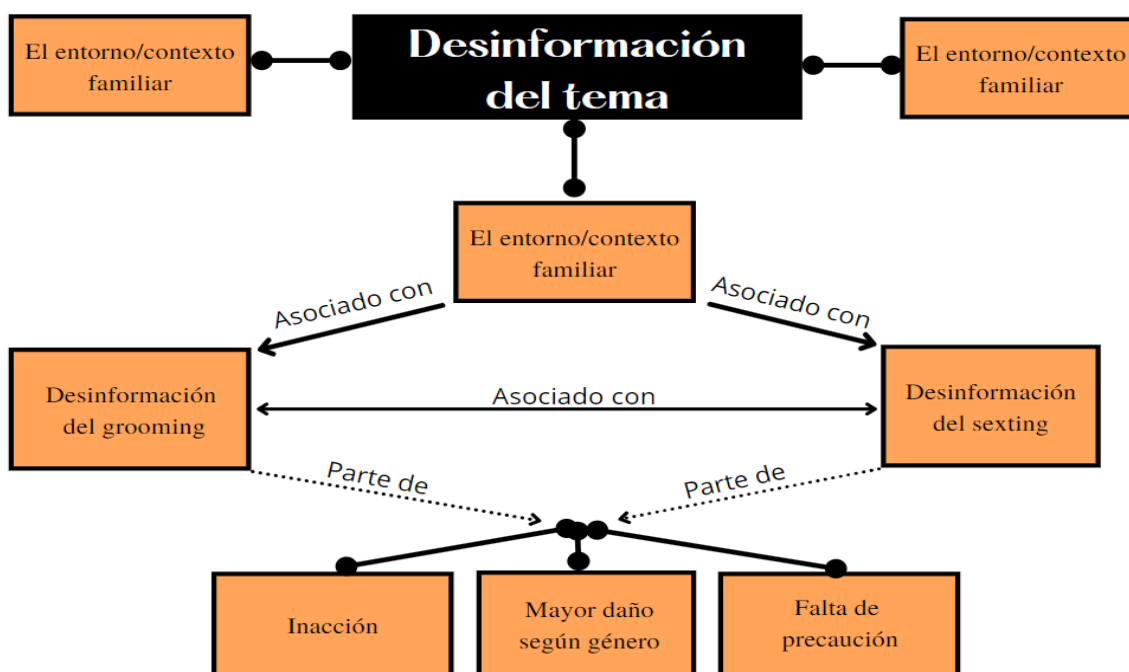 Desinformación
del tema
El entorno/contexto
familiar
El entorno/contexto
familiar
El entorno/contexto
familiar
Asociado con
Asociado con
Desinformación
del grooming
Asociado con
Desinformación
del sexting
Parte de
Parte de
Inacción
Mayor daño
según género
Falta de
precaución